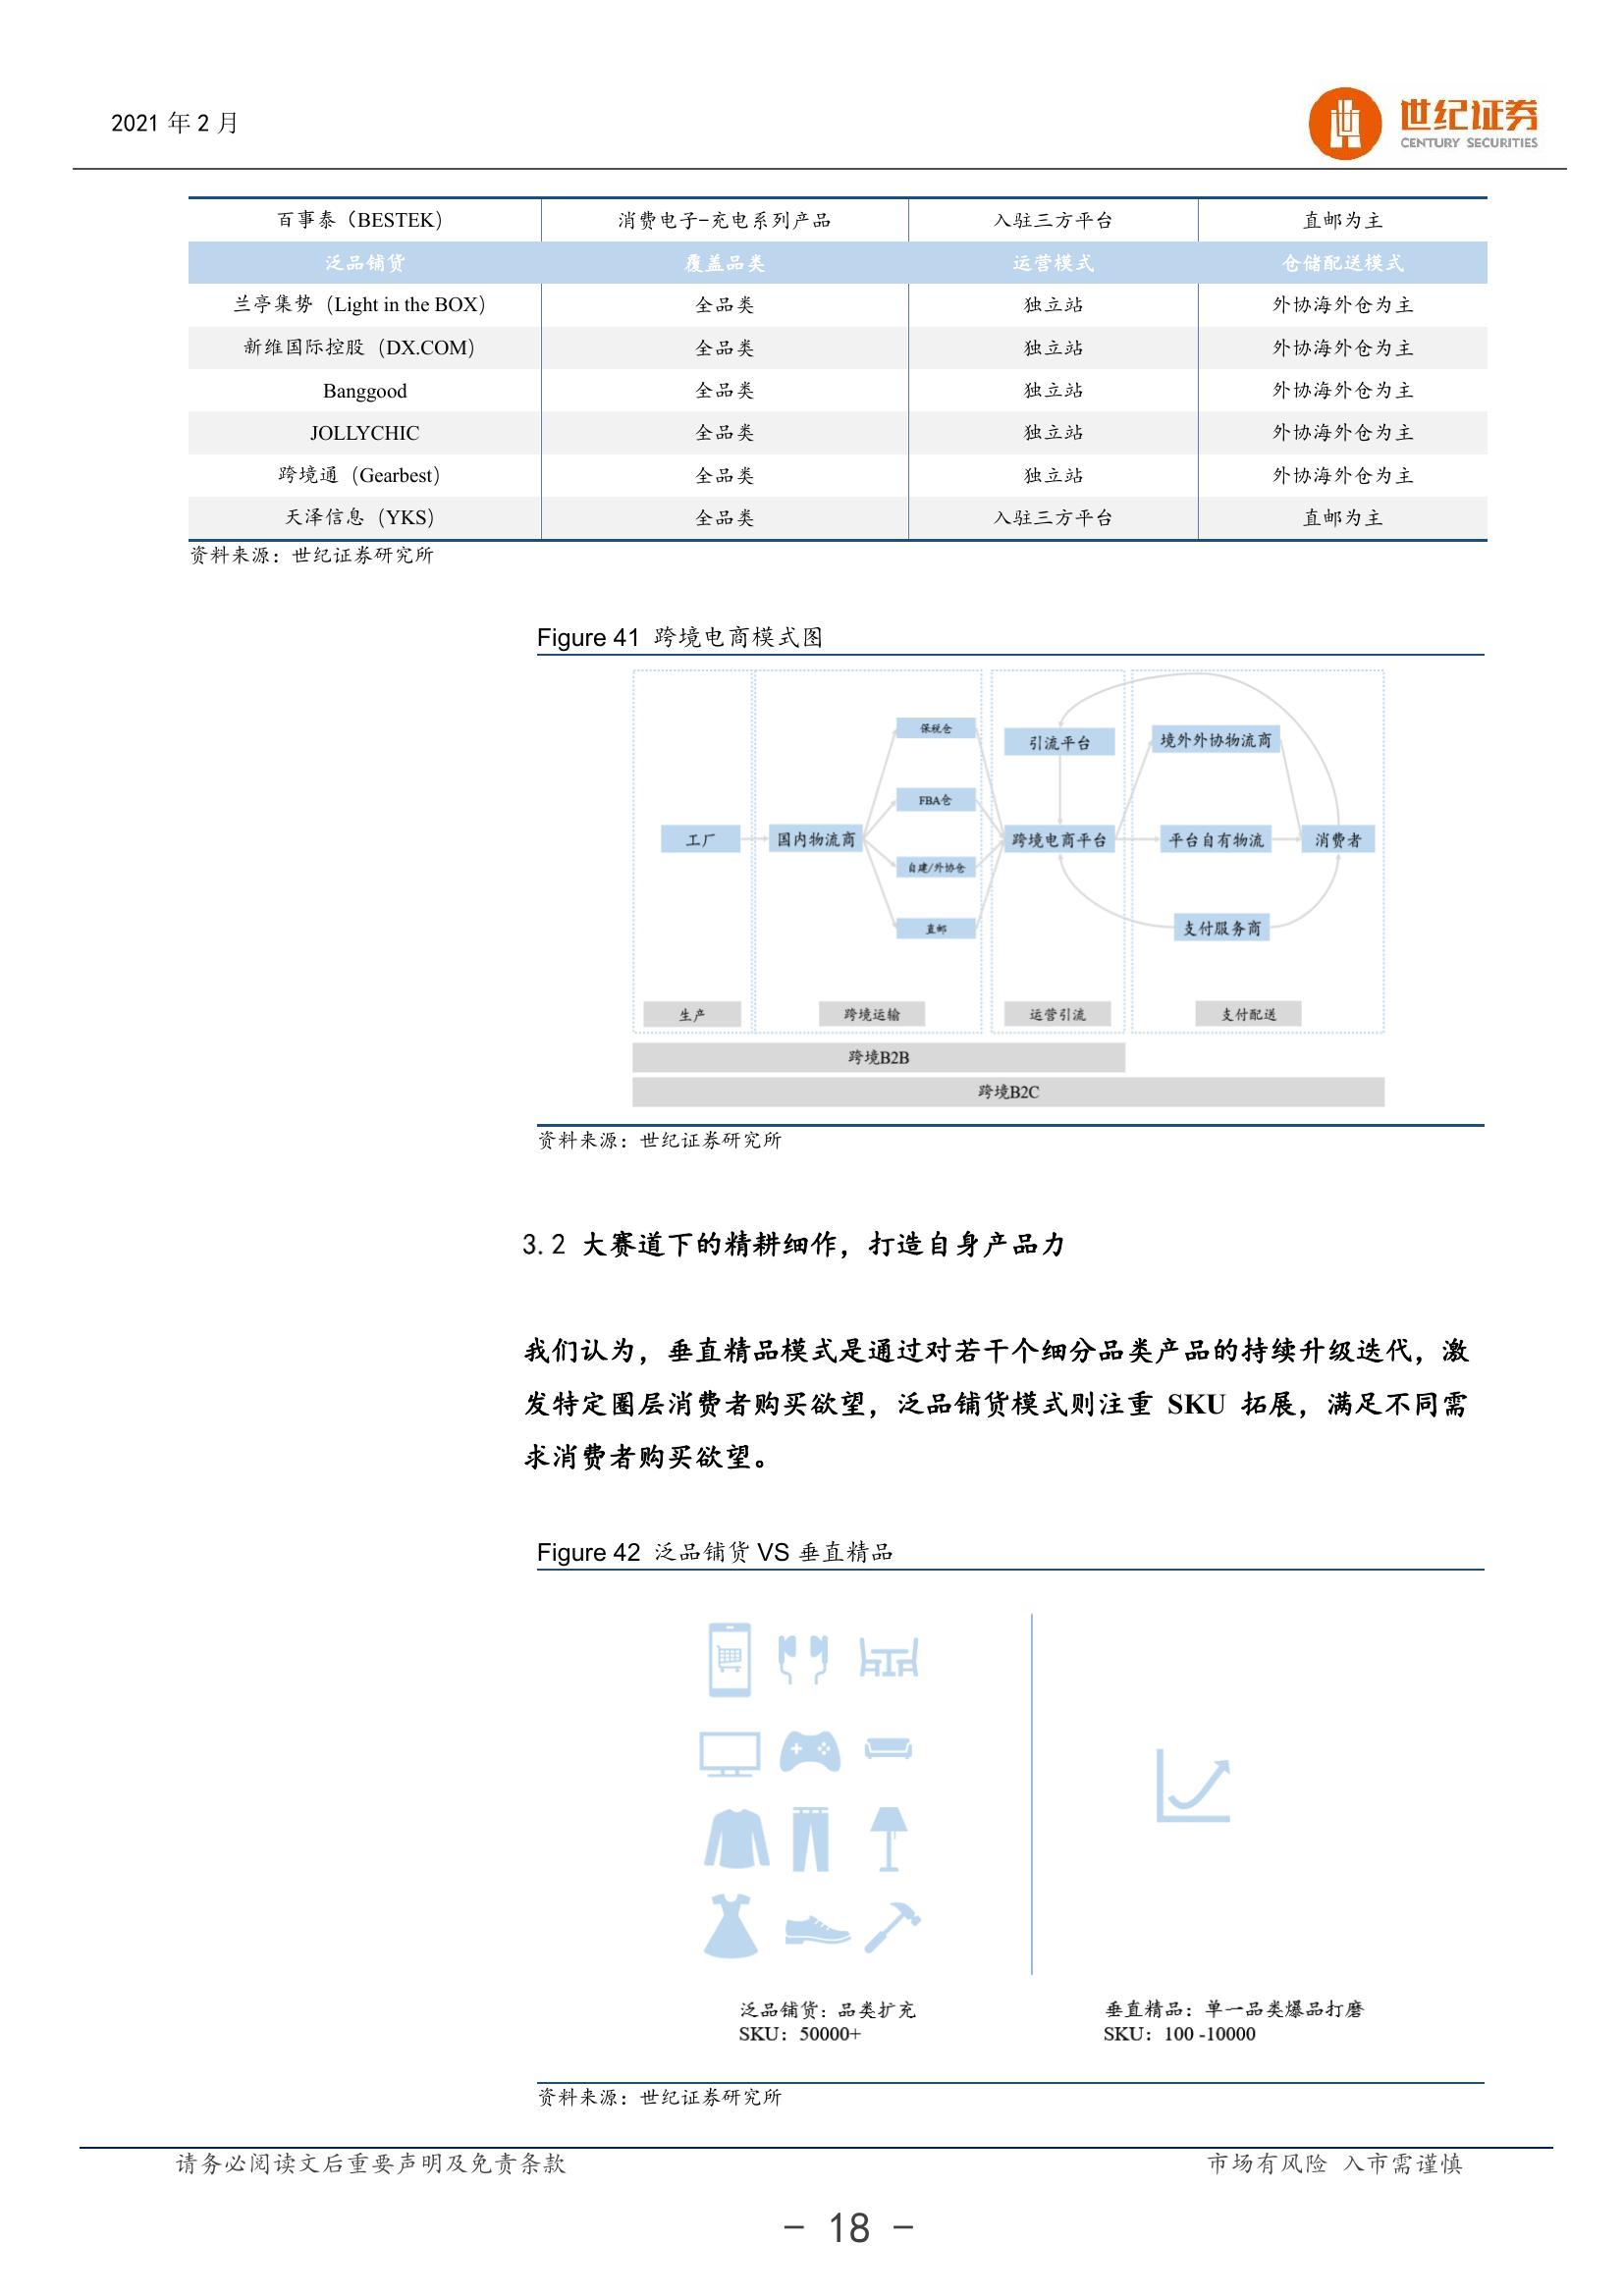 2021 年 2 月
世纪证券
CENTURY SECURITIES
百事泰（BESTEK） 消费电子-充电系列产品 入驻三方平台 直邮为主
泛品铺货 覆盖品类 运营模式 仓储配送模式
兰亭集势（Light in the BOX） 全品类 独立站 外协海外仓为主
新维国际控股（DX.COM） 全品类 独立站 外协海外仓为主
Banggood 全品类 独立站 外协海外仓为主
JOLLYCHIC 全品类 独立站 外协海外仓为主
跨境通（Gearbest） 全品类 独立站 外协海外仓为主
天泽信息（YKS） 全品类 入驻三方平台 直邮为主
资料来源：世纪证券研究所
Figure 41 跨境电商模式图
保税仓
引流平台 境外外协物流商
FBA仓
工厂 国内物流商 跨境电商平台 平台自有物流 消费者
自建/外协仓
直邮 支付服务商
生产 跨境运输 运营引流 支付配送
跨境B2B
跨境B2C
资料来源：世纪证券研究所
3.2 大赛道下的精耕细作，打造自身产品力
我们认为，垂直精品模式是通过对若干个细分品类产品的持续升级迭代，激
发特定圈层消费者购买欲望，泛品铺货模式则注重 SKU 拓展，满足不同需
求消费者购买欲望。
Figure 42 泛品铺货 VS 垂直精品
泛品铺货：品类扩充 垂直精品：单一品类爆品打磨
SKU：50000+ SKU：100 -10000
资料来源：世纪证券研究所
请务必阅读文后重要声明及免责条款 市场有风险 入市需谨慎
- 18 -